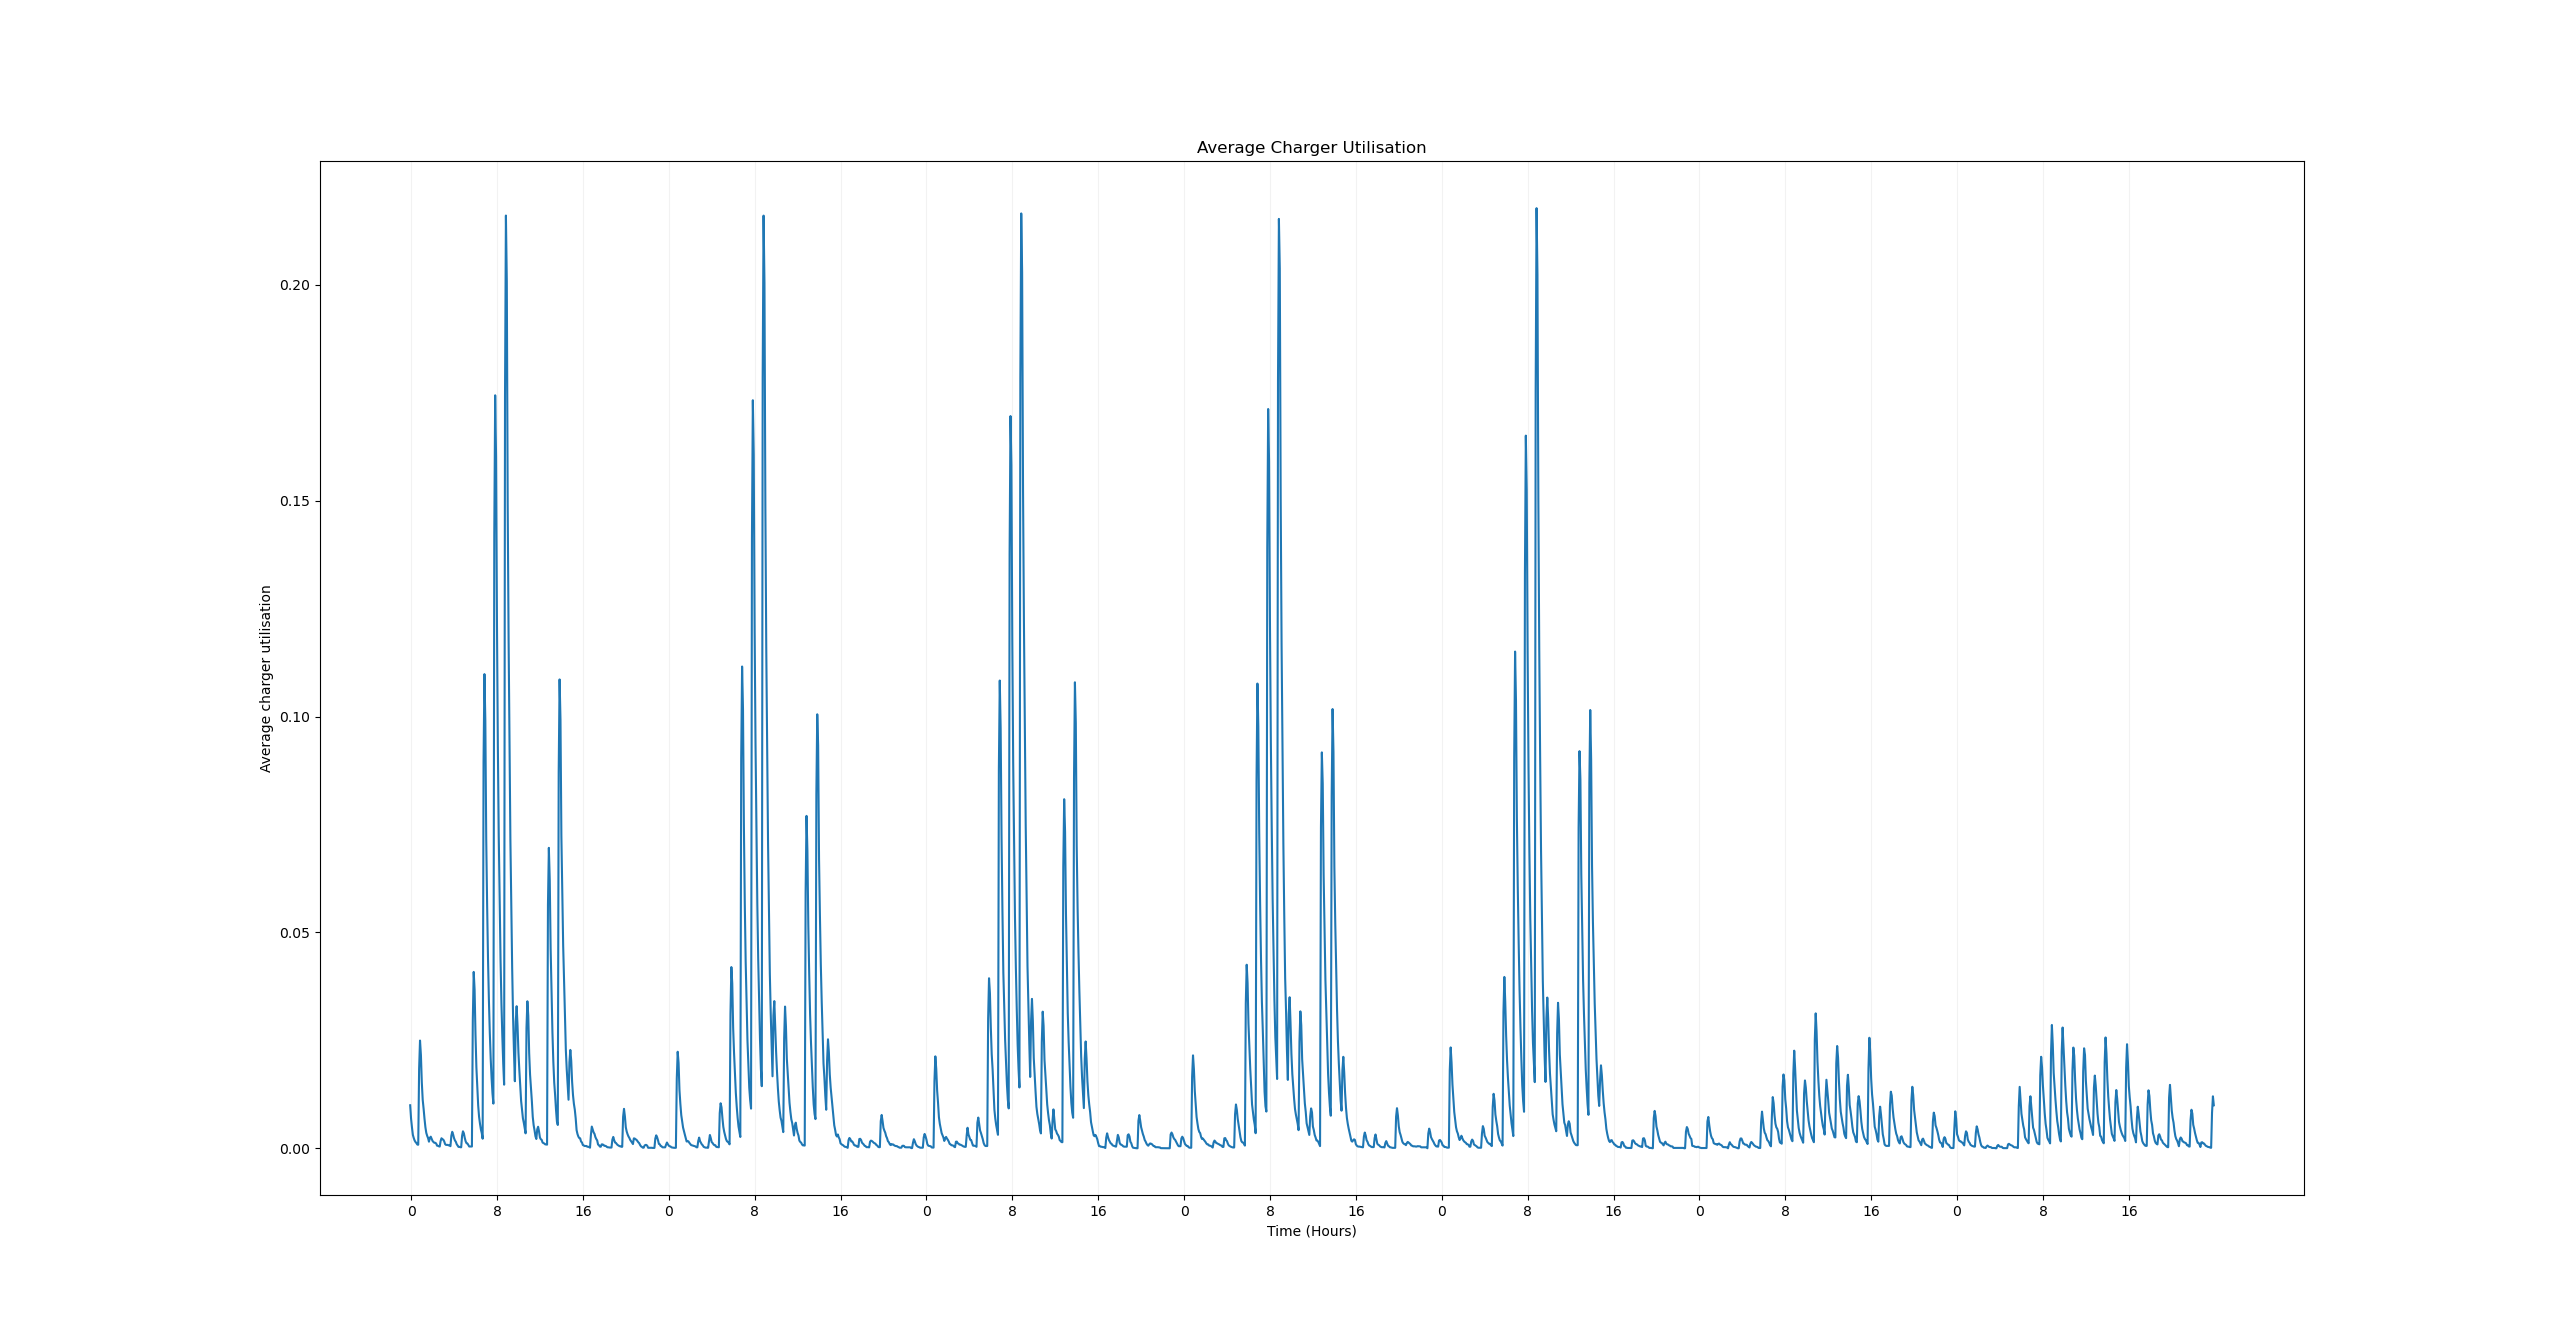 Average Charger Utilisation
0.20
0.15
0.10
0.05
0.00
Average charger utilisation
0 8 16 0 8 16 0 8 16 0 8 16 0 8 16 0 8 16 0 8 16
Time (Hours)